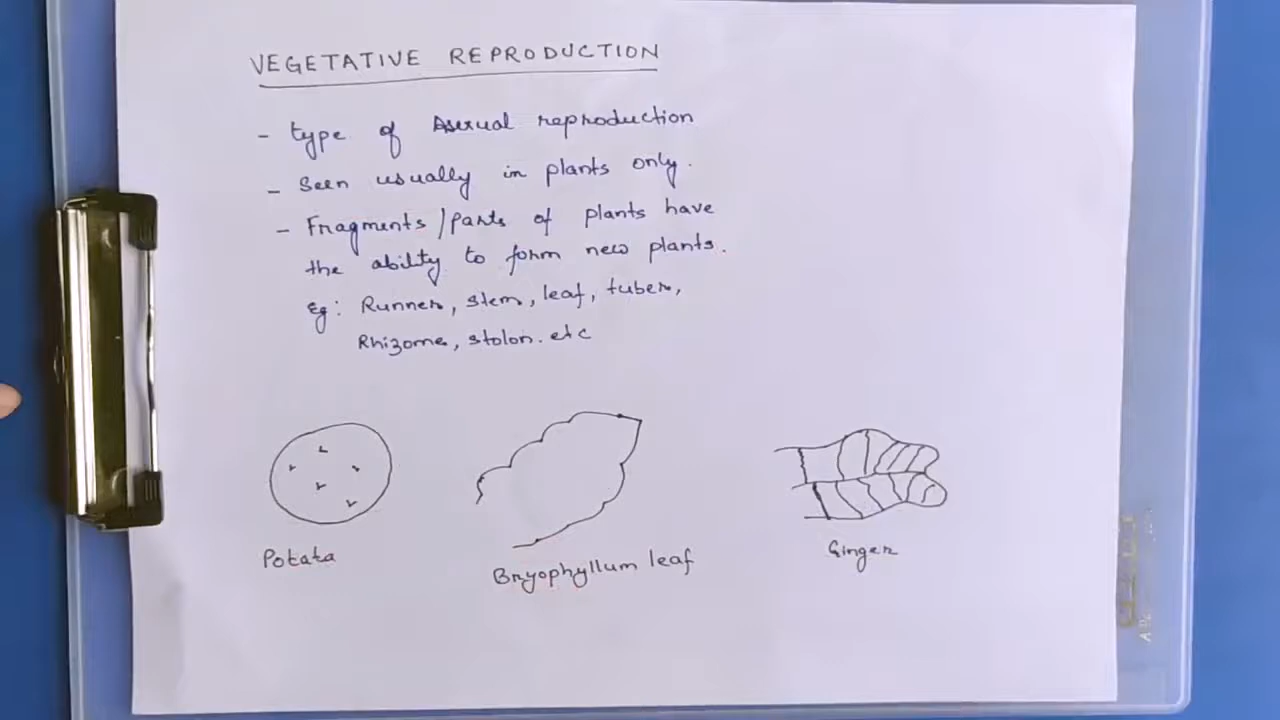 VEGETATIVE REPRODUCTION
- type of Asexual reproduction
- Seen usually in plants only.
- Fragments/parts of plants have
the ability to form new plants.
Eg: Runner, stem, leaf, tuber,
Rhizome, stolon. etc
Potata
Bryophyllum leaf
Ginger